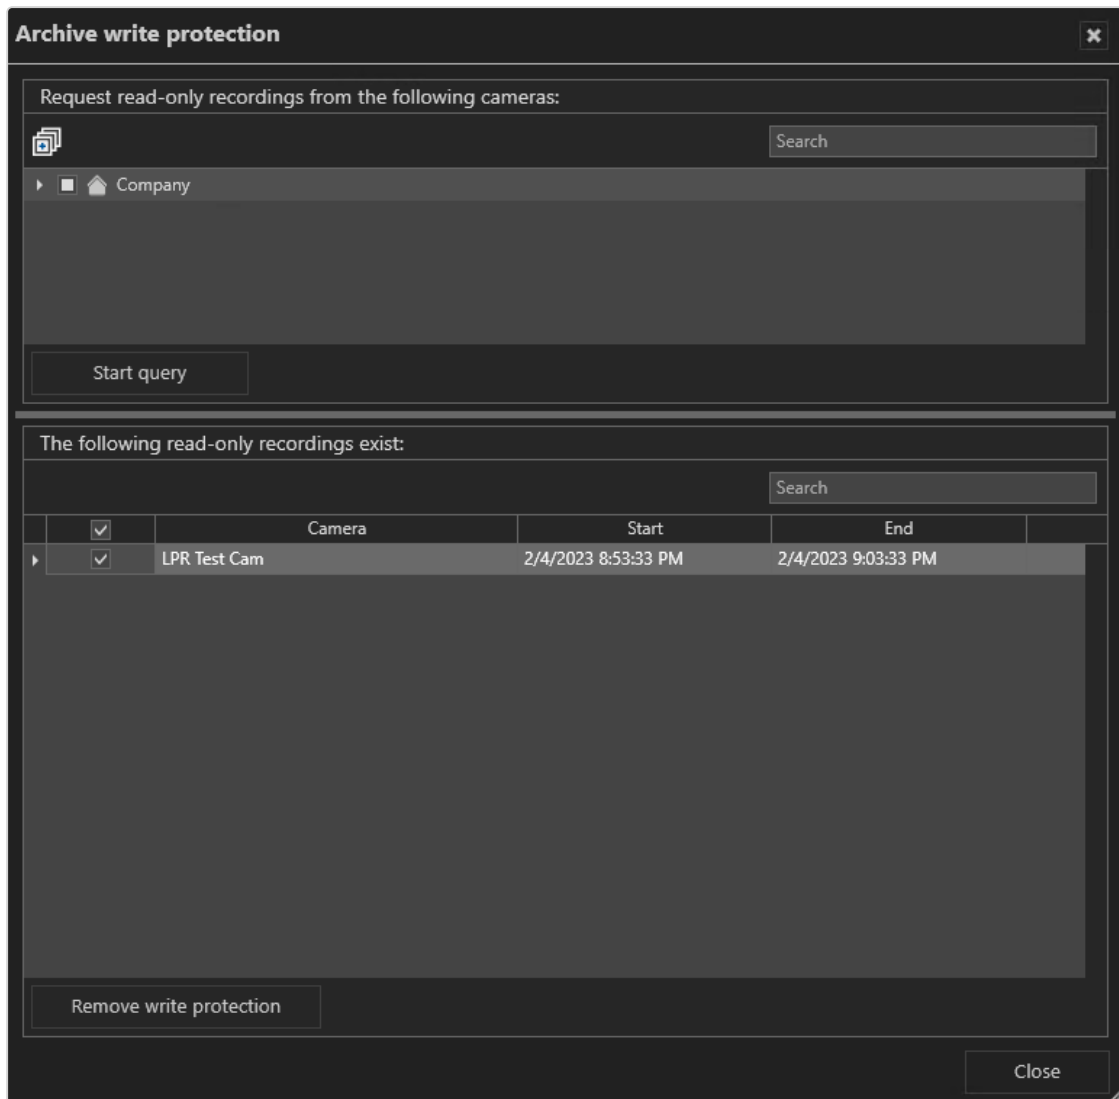 Archive write protection
Request read-only recordings from the following cameras:
Search
Company
Start query
The following read-only recordings exist:
Search
Camera Start End
LPR Test Cam 2/4/2023 8:53:33 PM 2/4/2023 9:03:33 PM
Remove write protection
Close